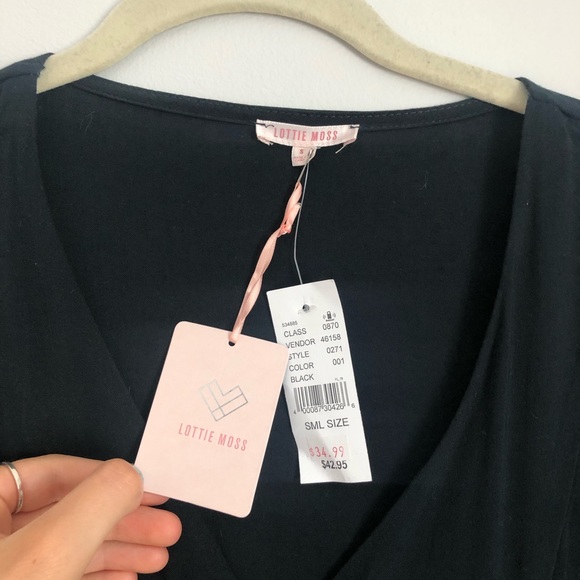 LOTTIE MOSS
S
034885
CLASS 0870
VENDOR 46158
STYLE 0271
COLOR 001
BLACK
SML SIZE
$34.99
$42.95
LOTTIE MOSS